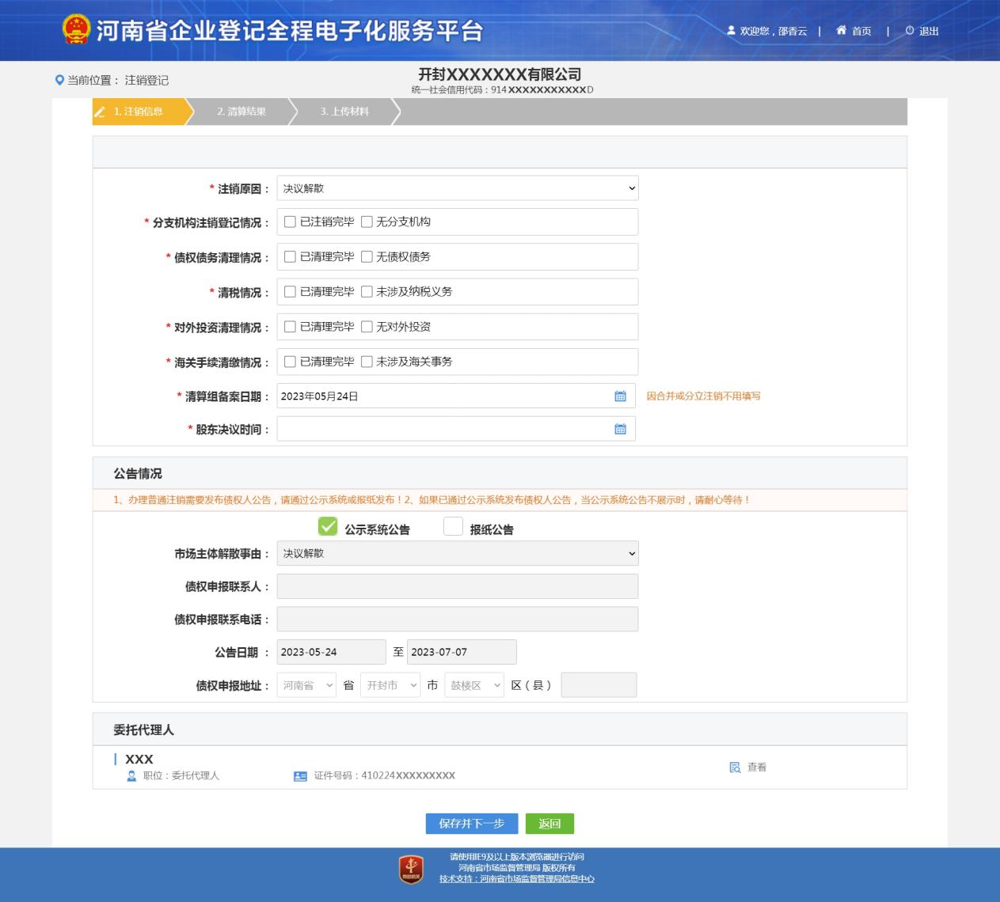 河南省企业登记全程电子化服务平台
欢迎您，邵香云 | 首页 | 退出
当前位置： 注销登记
开封XXXXXXX有限公司
统一社会信用代码：914XXXXXXXXXXXD
1. 注销信息 2. 清算结果 3. 上传材料
* 注销原因： 决议解散
* 分支机构注销登记情况： 已注销完毕 无分支机构
* 债权债务清理情况： 已清理完毕 无债权债务
* 清税情况： 已清理完毕 未涉及纳税义务
* 对外投资清理情况： 已清理完毕 无对外投资
* 海关手续清缴情况： 已清理完毕 未涉及海关事务
* 清算组备案日期： 2023年05月24日 因合并或分立注销不用填写
* 股东决议时间：
公告情况
1、办理普通注销需要发布债权人公告，请通过公示系统或报纸发布！2、如果已通过公示系统发布债权人公告，当公示系统公告不展示时，请耐心等待！
公示系统公告 报纸公告
市场主体解散事由： 决议解散
债权申报联系人：
债权申报联系电话：
公告日期 ： 2023-05-24 至 2023-07-07
债权申报地址： 河南省 省 开封市 市 鼓楼区 区（县）
委托代理人
XXX
职位：委托代理人 证件号码：410224XXXXXXXXX 查看
保存并下一步 返回
请使用IE9及以上版本浏览器进行访问
河南省市场监督管理局 版权所有
技术支持：河南省市场监督管理局信息中心